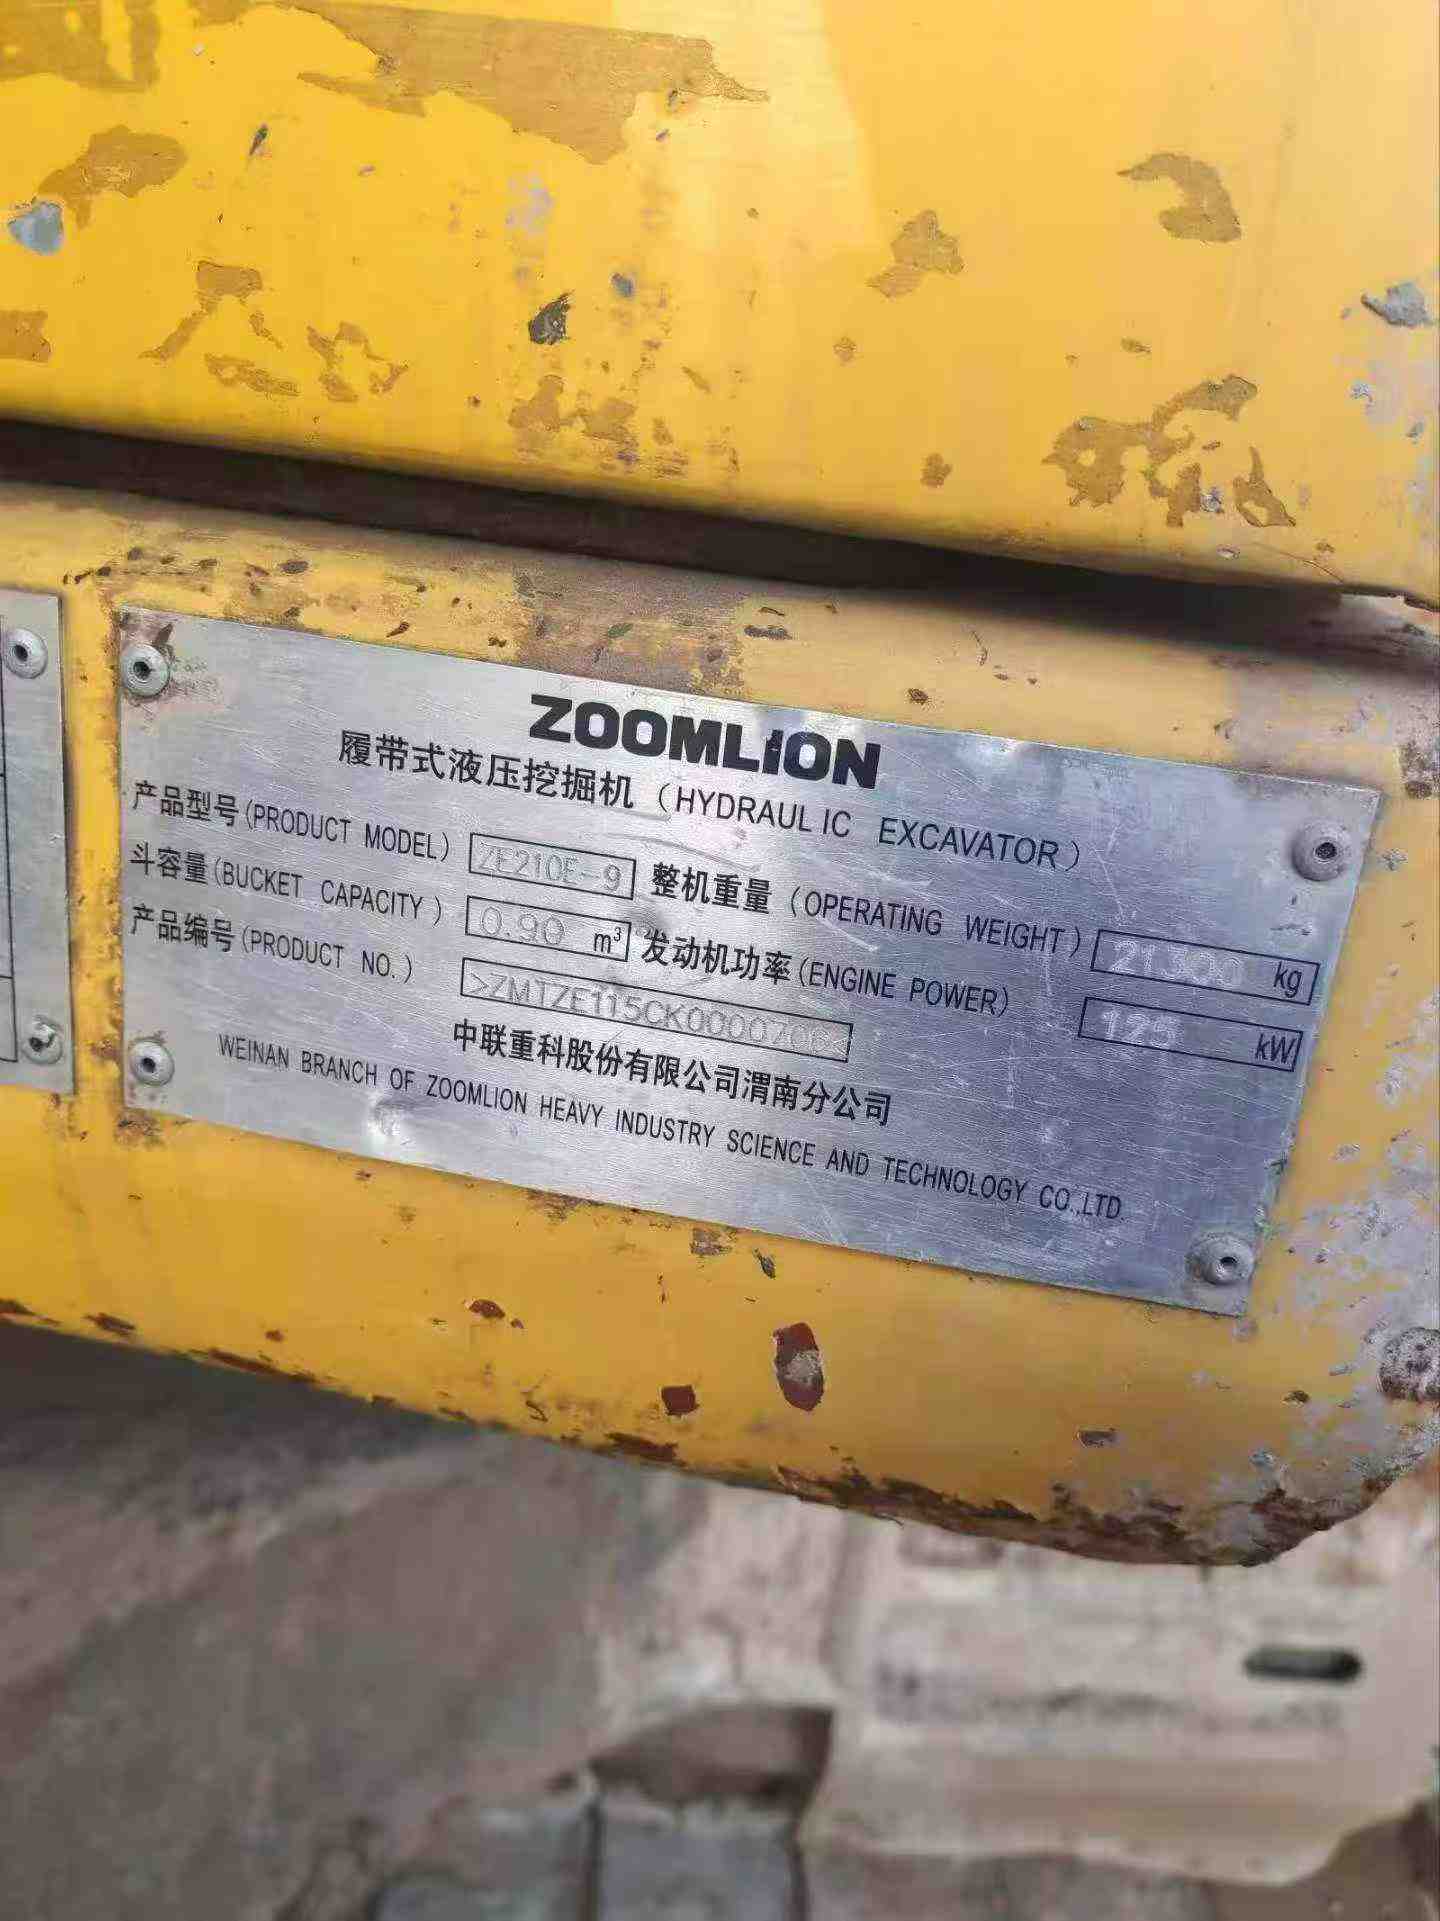 ZOOMLION
履带式液压挖掘机（HYDRAULIC EXCAVATOR）
产品型号(PRODUCT MODEL) ZE210E-9 整机重量（OPERATING WEIGHT）21300 kg
斗容量(BUCKET CAPACITY) 0.90 m³ 发动机功率(ENGINE POWER) 125 kW
产品编号(PRODUCT NO.) >ZMTZE115CK0000706<
中联重科股份有限公司渭南分公司
WEINAN BRANCH OF ZOOMLION HEAVY INDUSTRY SCIENCE AND TECHNOLOGY CO.,LTD.